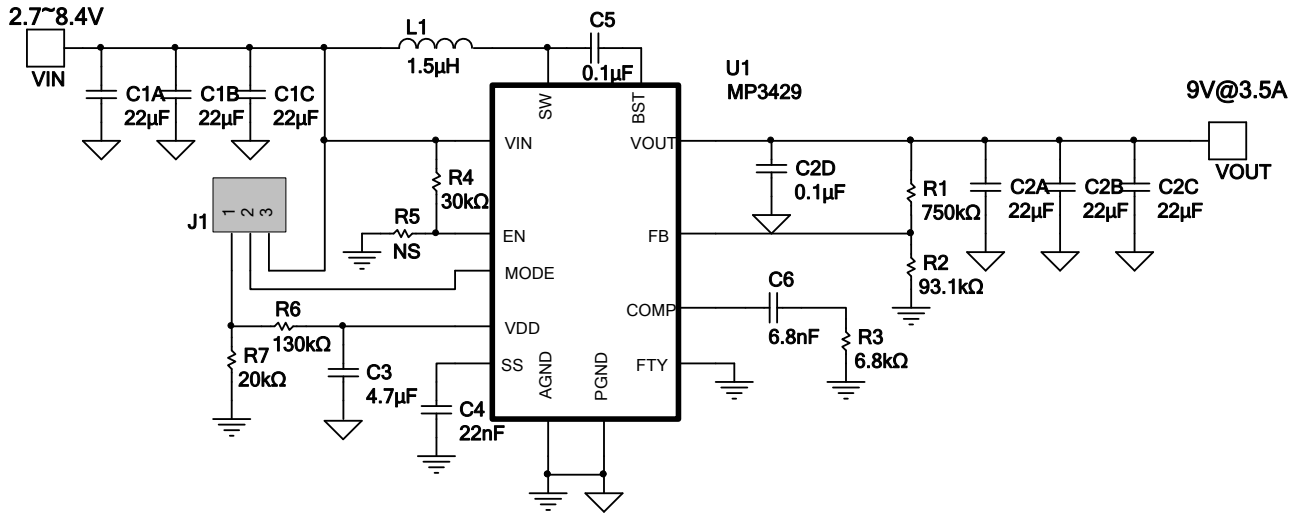 2.7~8.4V
VIN
L1
1.5µH
C5
0.1µF
U1
MP3429
9V@3.5A
VOUT
C1A
22µF
C1B
22µF
C1C
22µF
SW
BST
VIN
VOUT
EN
FB
MODE
COMP
VDD
SS
FTY
AGND
PGND
C2D
0.1µF
R1
750kΩ
C2A
22µF
C2B
22µF
C2C
22µF
R4
30kΩ
R5
NS
J1
1
2
3
R2
93.1kΩ
C6
6.8nF
R3
6.8kΩ
R6
130kΩ
R7
20kΩ
C3
4.7µF
C4
22nF